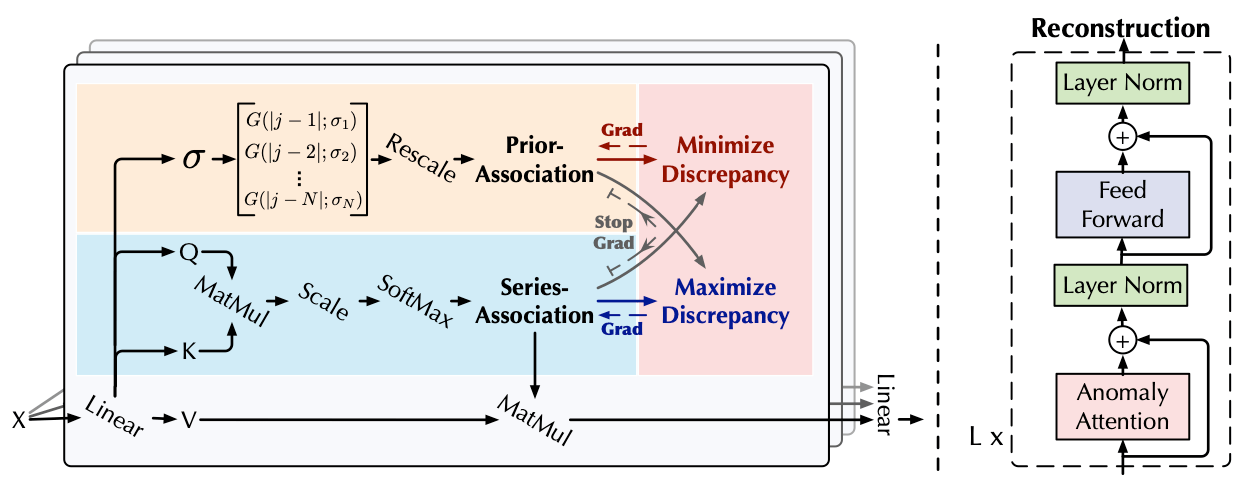 Reconstruction
Layer Norm
+
Feed
Forward
Layer Norm
+
Anomaly
Attention
L x
σ
G(|j − 1|; σ₁)
G(|j − 2|; σ₂)
⋮
G(|j − N|; σ_N)
Rescale
Prior-
Association
Grad
Minimize
Discrepancy
Stop
Grad
Q
K
MatMul
Scale
SoftMax
Series-
Association
Grad
Maximize
Discrepancy
X
Linear
V
MatMul
Linear